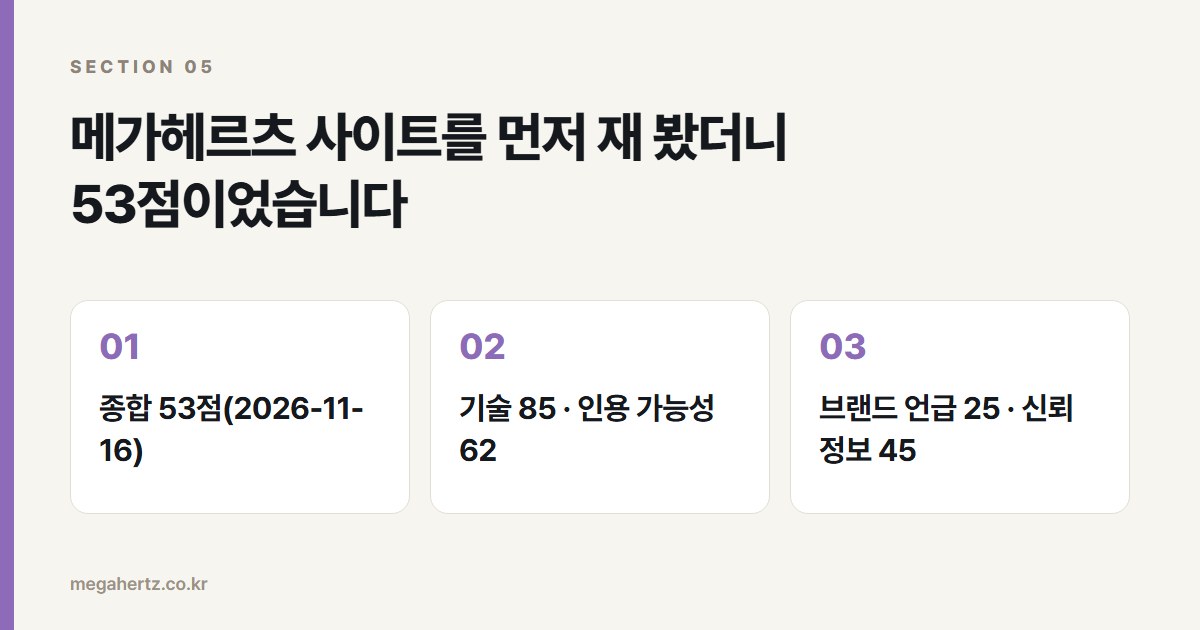 SECTION 05
메가헤르츠 사이트를 먼저 재 봤더니
53점이었습니다
01
종합 53점(2026-11-
16)
02
기술 85 · 인용 가능성
62
03
브랜드 언급 25 · 신뢰
정보 45
megahertz.co.kr